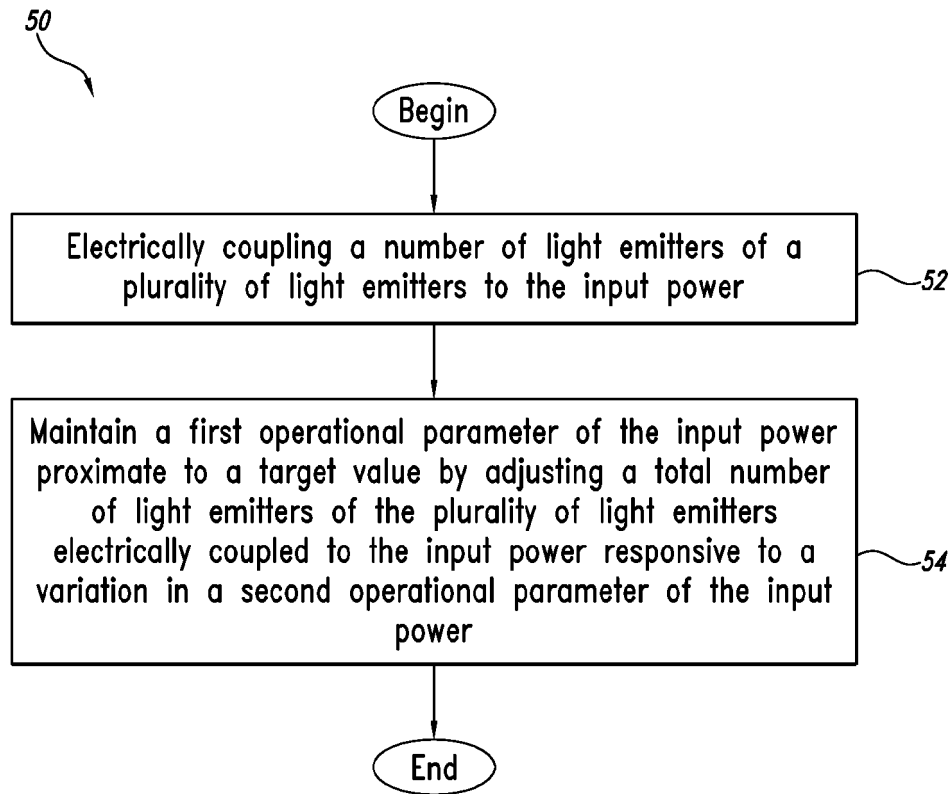 50
Begin
Electrically coupling a number of light emitters of a
plurality of light emitters to the input power
52
Maintain a first operational parameter of the input power
proximate to a target value by adjusting a total number
of light emitters of the plurality of light emitters
electrically coupled to the input power responsive to a
variation in a second operational parameter of the input
power
54
End